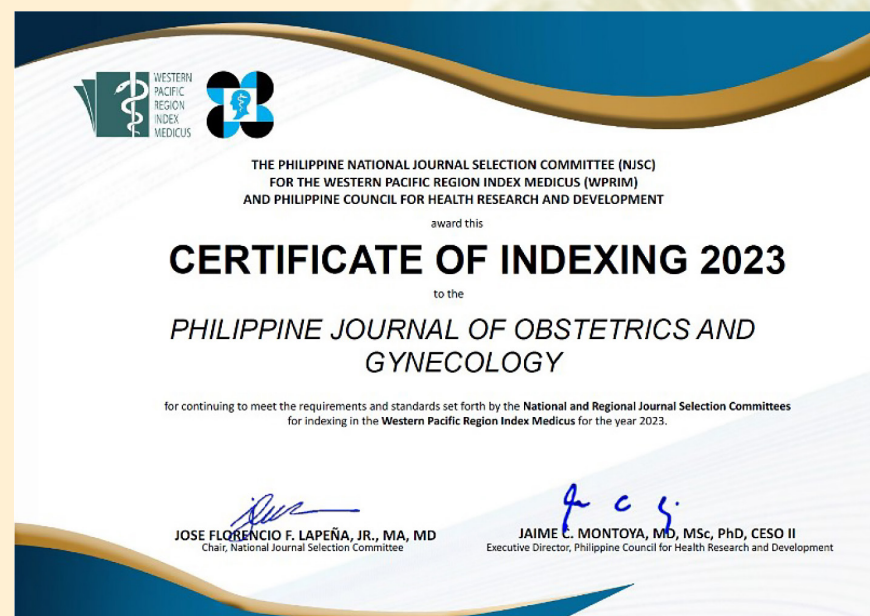 WESTERN
PACIFIC
REGION
INDEX
MEDICUS
THE PHILIPPINE NATIONAL JOURNAL SELECTION COMMITTEE (NJSC)
FOR THE WESTERN PACIFIC REGION INDEX MEDICUS (WPRIM)
AND PHILIPPINE COUNCIL FOR HEALTH RESEARCH AND DEVELOPMENT
award this
CERTIFICATE OF INDEXING 2023
to the
PHILIPPINE JOURNAL OF OBSTETRICS AND
GYNECOLOGY
for continuing to meet the requirements and standards set forth by the National and Regional Journal Selection Committees
for indexing in the Western Pacific Region Index Medicus for the year 2023.
JOSE FLORENCIO F. LAPEÑA, JR., MA, MD
Chair, National Journal Selection Committee
JAIME C. MONTOYA, MD, MSc, PhD, CESO II
Executive Director, Philippine Council for Health Research and Development